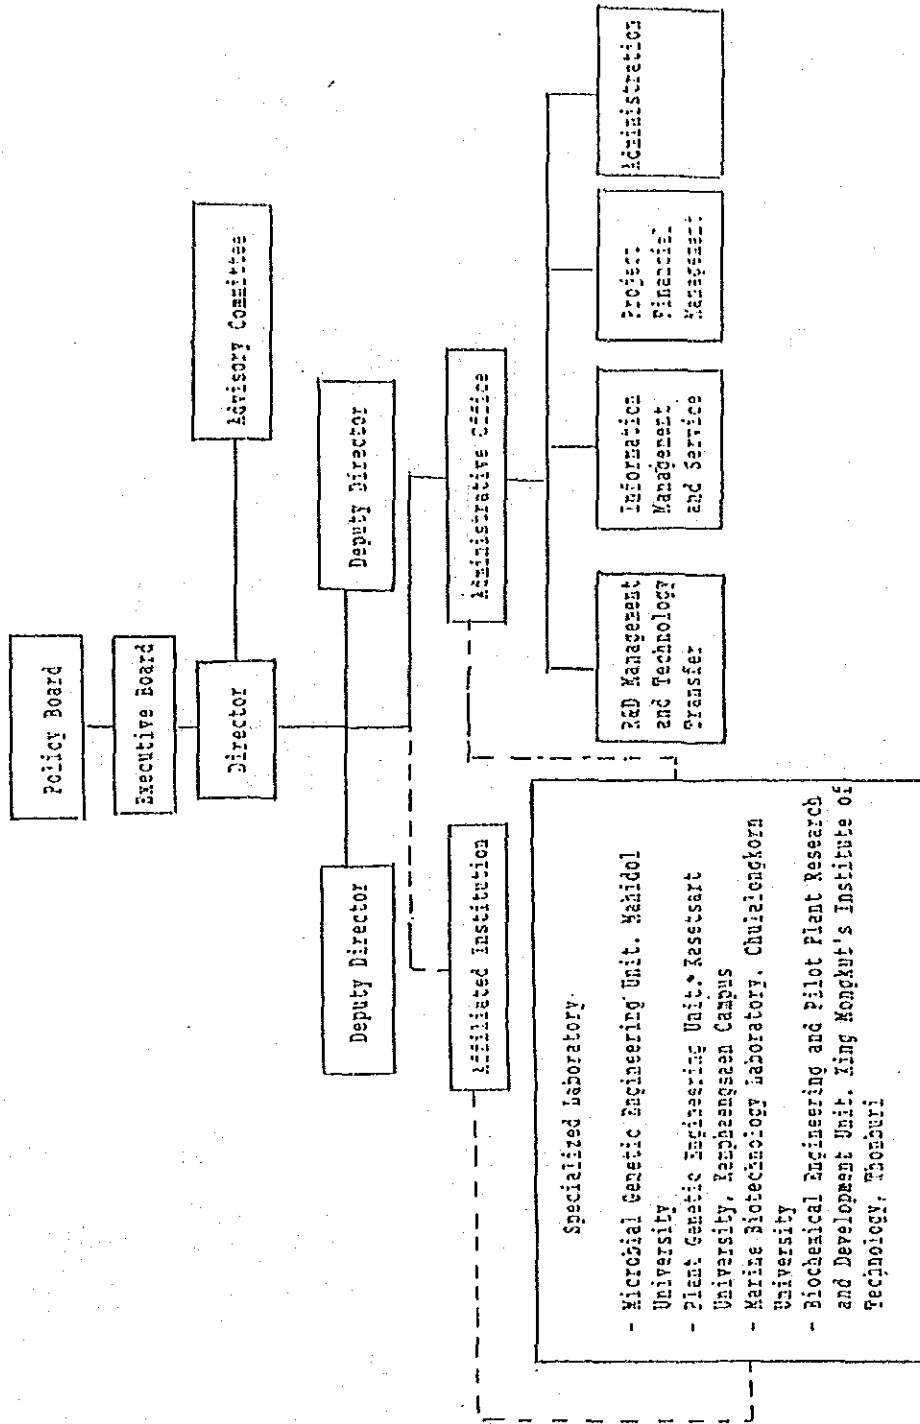 Policy Board
Executive Board
Director
Advisory Committee
Deputy Director
Deputy Director
Affiliated Institution
Administrative Office
Specialized Laboratory
- Microbial Genetic Engineering Unit. Mahidol
University
- Plant Genetic Engineering Unit. Kasetsart
University, Kamphaengsaen Campus
- Marine Biotechnology Laboratory, Chulalongkorn
University
- Biochemical Engineering and Pilot Plant Research
and Development Unit. King Mongkut's Institute of
Technology, Thonburi
R&D Management
and Technology
Transfer
Information
Management
and Service
Project
Financial
Management
Administration